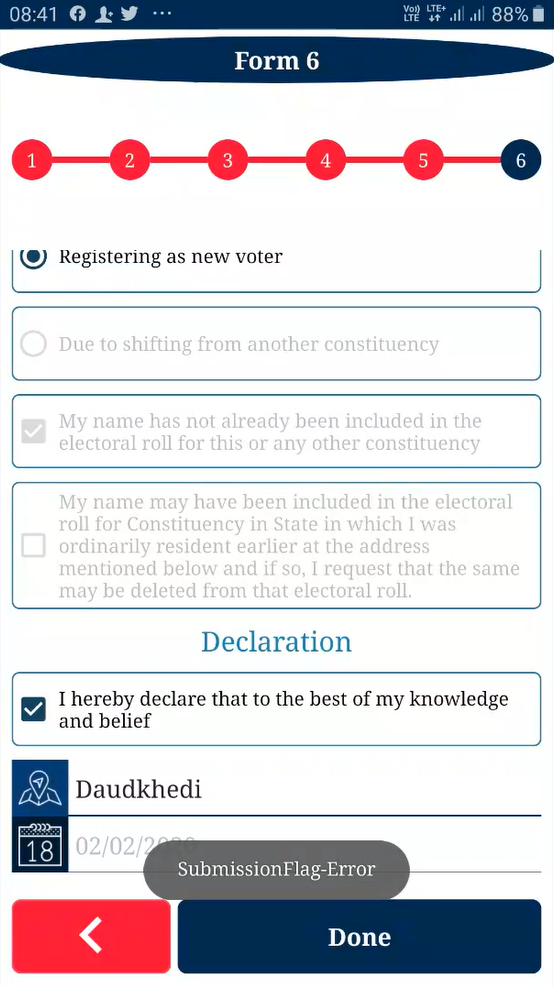 08:41 ... Vo) LTE LTE+ 88%
Form 6
1 2 3 4 5 6
Registering as new voter
Due to shifting from another constituency
My name has not already been included in the
electoral roll for this or any other constituency
My name may have been included in the electoral
roll for Constituency in State in which I was
ordinarily resident earlier at the address
mentioned below and if so, I request that the same
may be deleted from that electoral roll.
Declaration
I hereby declare that to the best of my knowledge
and belief
Daudkhedi
18 02/02/2020
SubmissionFlag-Error
Done